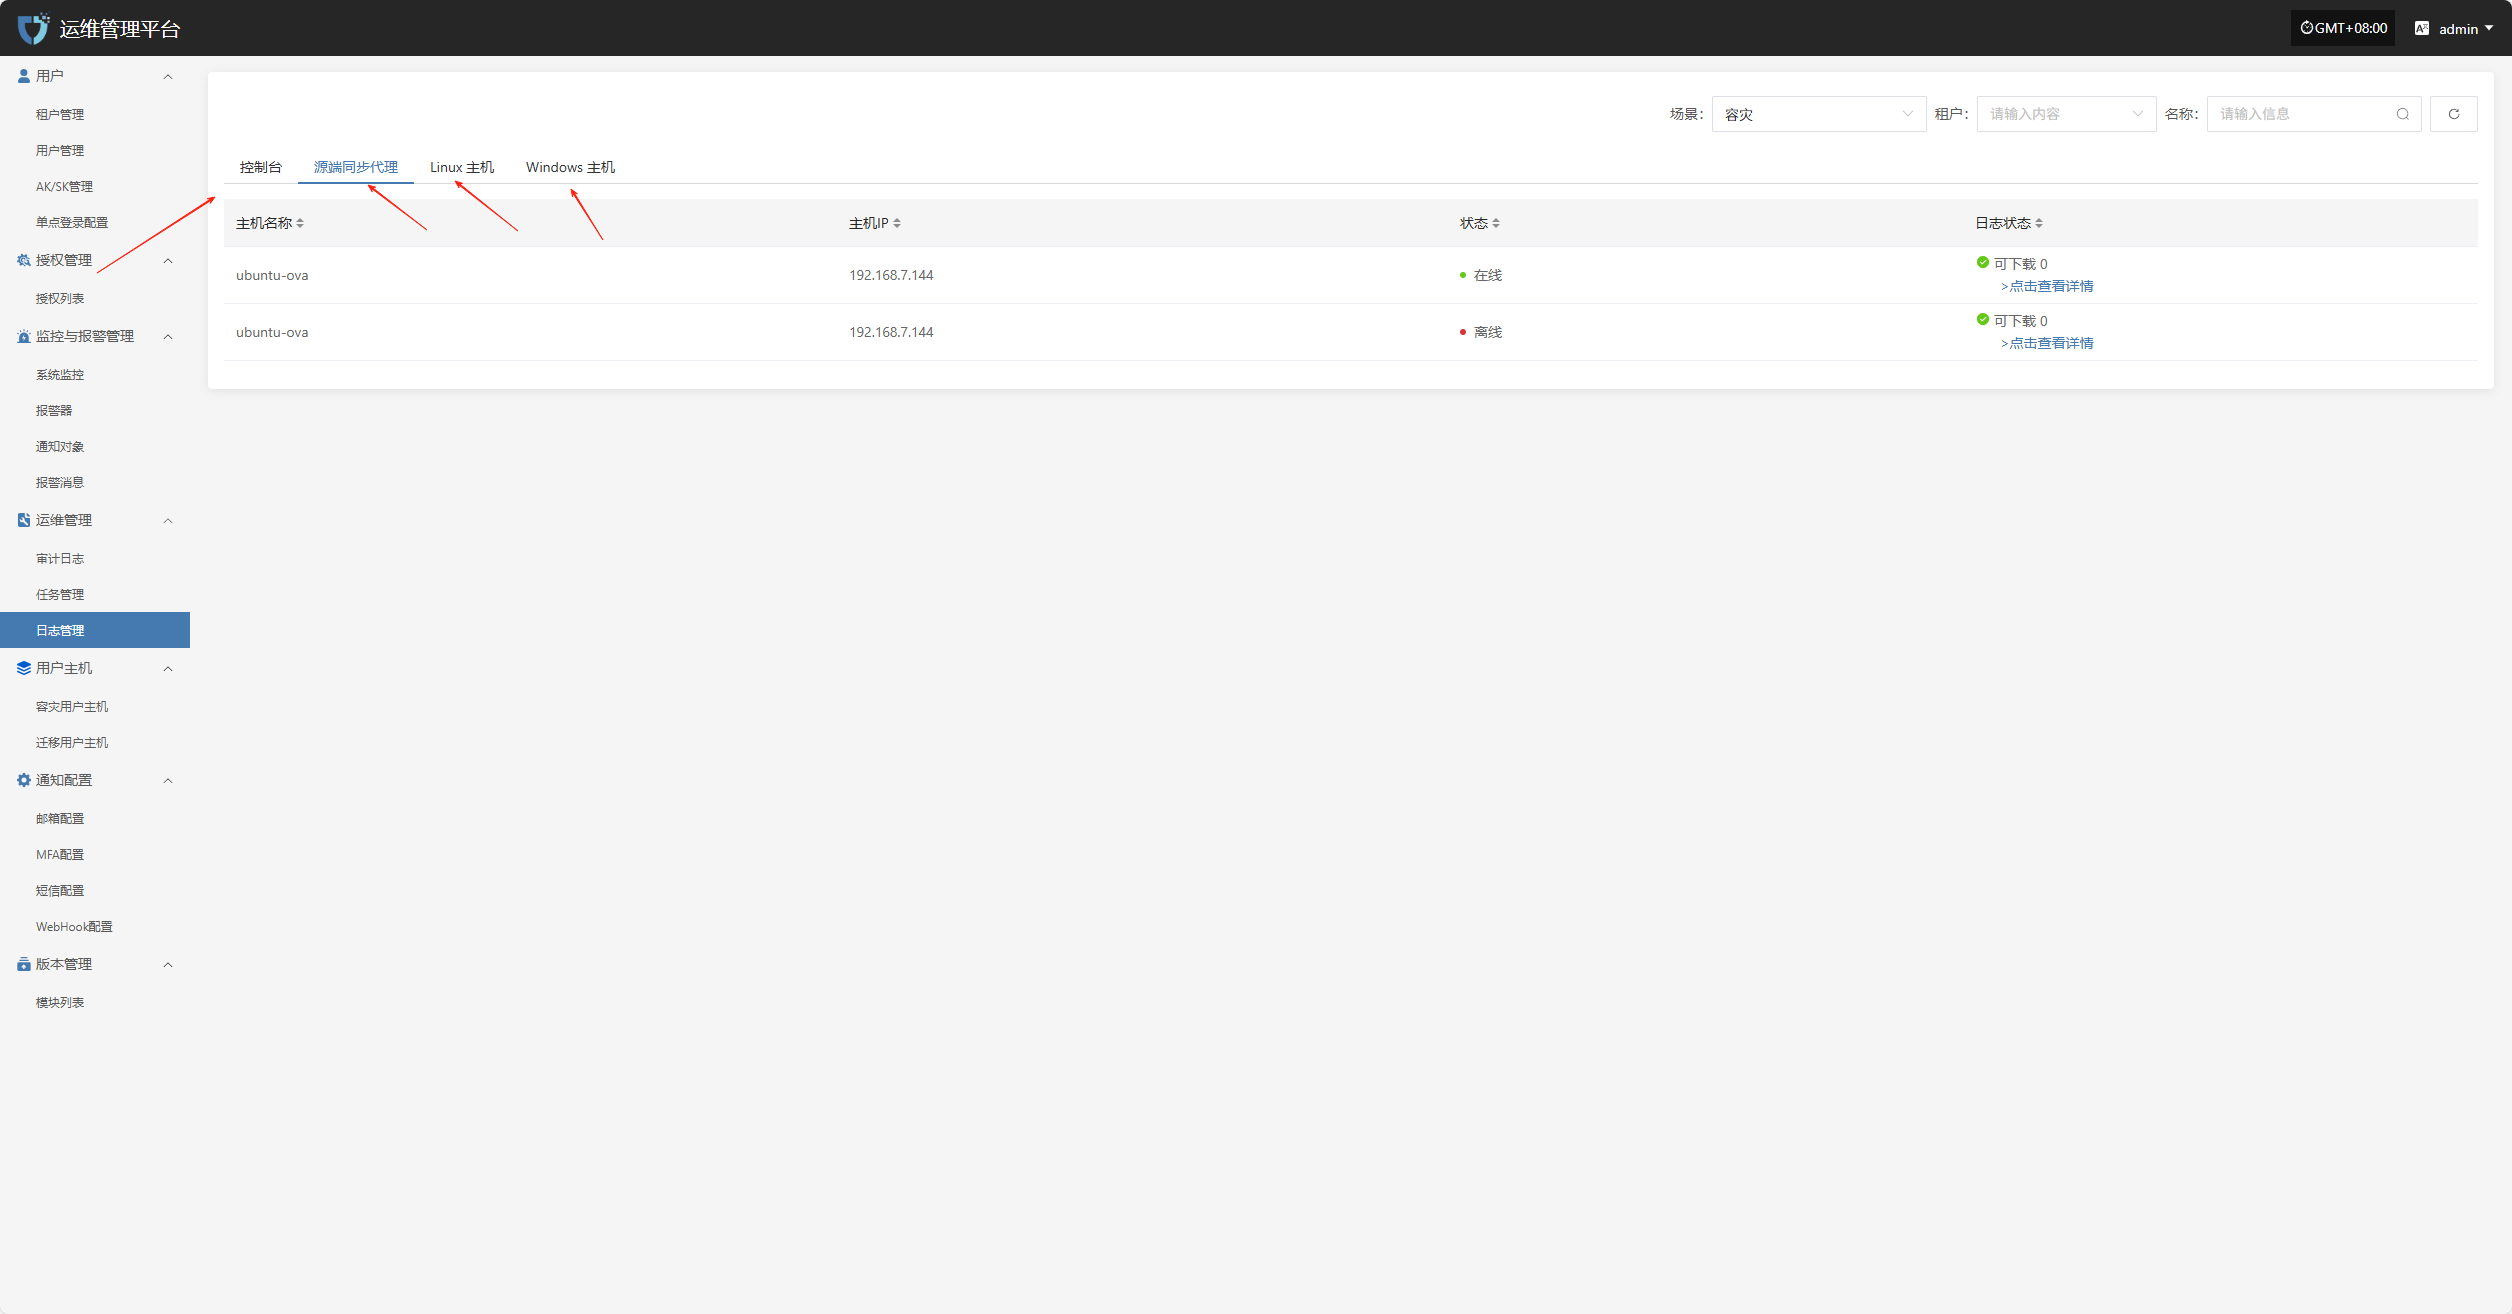 运维管理平台
GMT+08:00
admin
用户
租户管理
用户管理
AK/SK管理
单点登录配置
授权管理
授权列表
监控与报警管理
系统监控
报警器
通知对象
报警消息
运维管理
审计日志
任务管理
日志管理
用户主机
容灾用户主机
迁移用户主机
通知配置
邮箱配置
MFA配置
短信配置
WebHook配置
版本管理
模块列表
场景： 容灾 租户： 请输入内容 名称： 请输入信息
控制台 源端同步代理 Linux 主机 Windows 主机
主机名称 主机IP 状态 日志状态
ubuntu-ova 192.168.7.144 在线 可下载 0
>点击查看详情
ubuntu-ova 192.168.7.144 离线 可下载 0
>点击查看详情